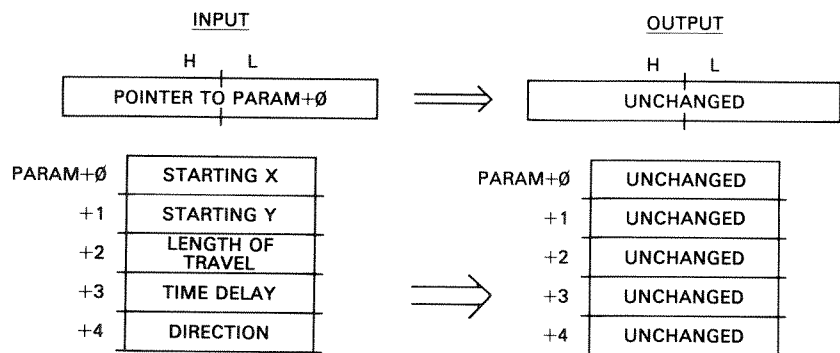 INPUT
OUTPUT
H L
H L
POINTER TO PARAM+Ø
UNCHANGED
PARAM+Ø STARTING X
+1 STARTING Y
+2 LENGTH OF
TRAVEL
+3 TIME DELAY
+4 DIRECTION
PARAM+Ø UNCHANGED
+1 UNCHANGED
+2 UNCHANGED
+3 UNCHANGED
+4 UNCHANGED